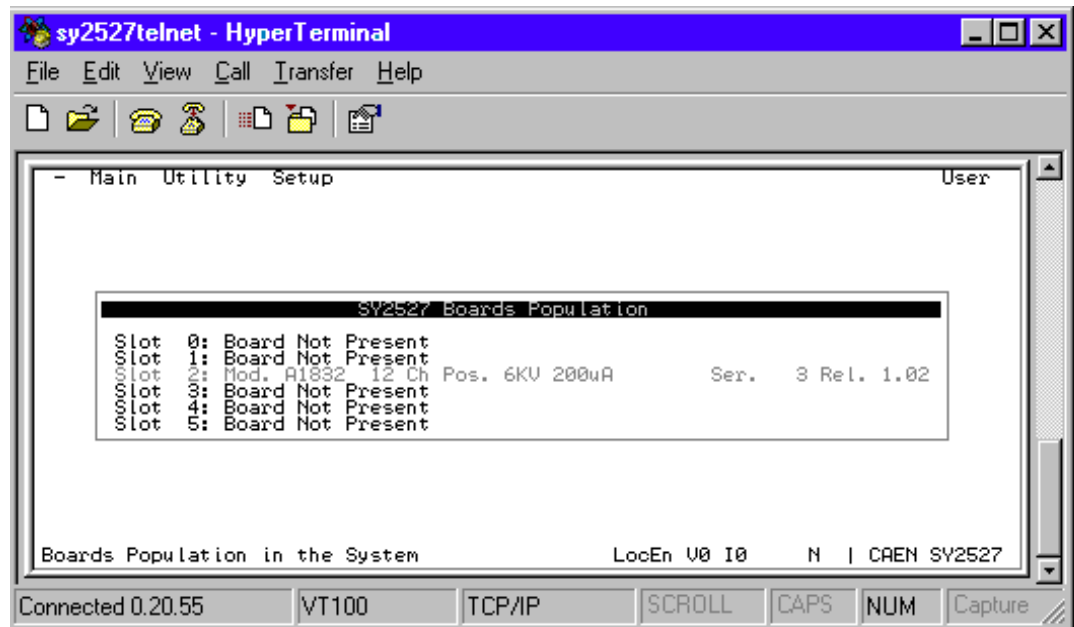 sy2527telnet - HyperTerminal
File Edit View Call Transfer Help
- Main Utility Setup User
SY2527 Boards Population
Slot 0: Board Not Present
Slot 1: Board Not Present
Slot 2: Mod. A1832 12 Ch Pos. 6KV 200uA Ser. 3 Rel. 1.02
Slot 3: Board Not Present
Slot 4: Board Not Present
Slot 5: Board Not Present
Boards Population in the System LocEn V0 I0 N | CAEN SY2527
Connected 0.20.55 VT100 TCP/IP SCROLL CAPS NUM Capture